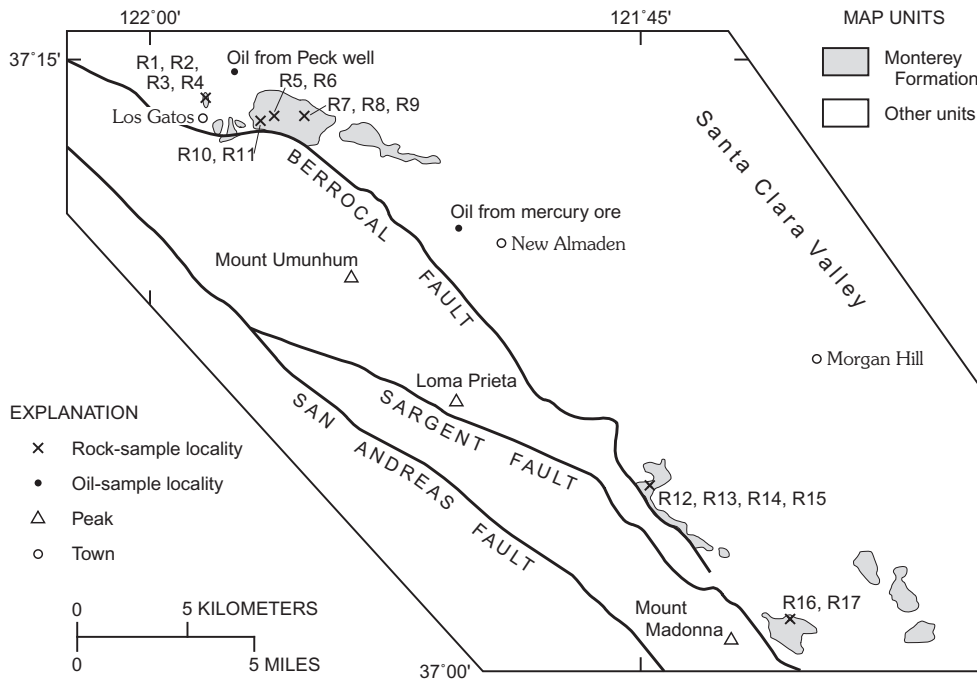 122˚00'
121˚45'
MAP UNITS
37˚15'
Oil from Peck well
R1, R2,
R3, R4
R5, R6
Monterey
Formation
R7, R8, R9
Los Gatos
Other units
R10, R11
BERROCAL FAULT
Santa Clara Valley
Oil from mercury ore
New Almaden
Mount Umunhum
Morgan Hill
Loma Prieta
SARGENT FAULT
SAN ANDREAS FAULT
EXPLANATION
Rock-sample locality
Oil-sample locality
Peak
Town
R12, R13, R14, R15
0 5 KILOMETERS
0 5 MILES
R16, R17
Mount
Madonna
37˚00'